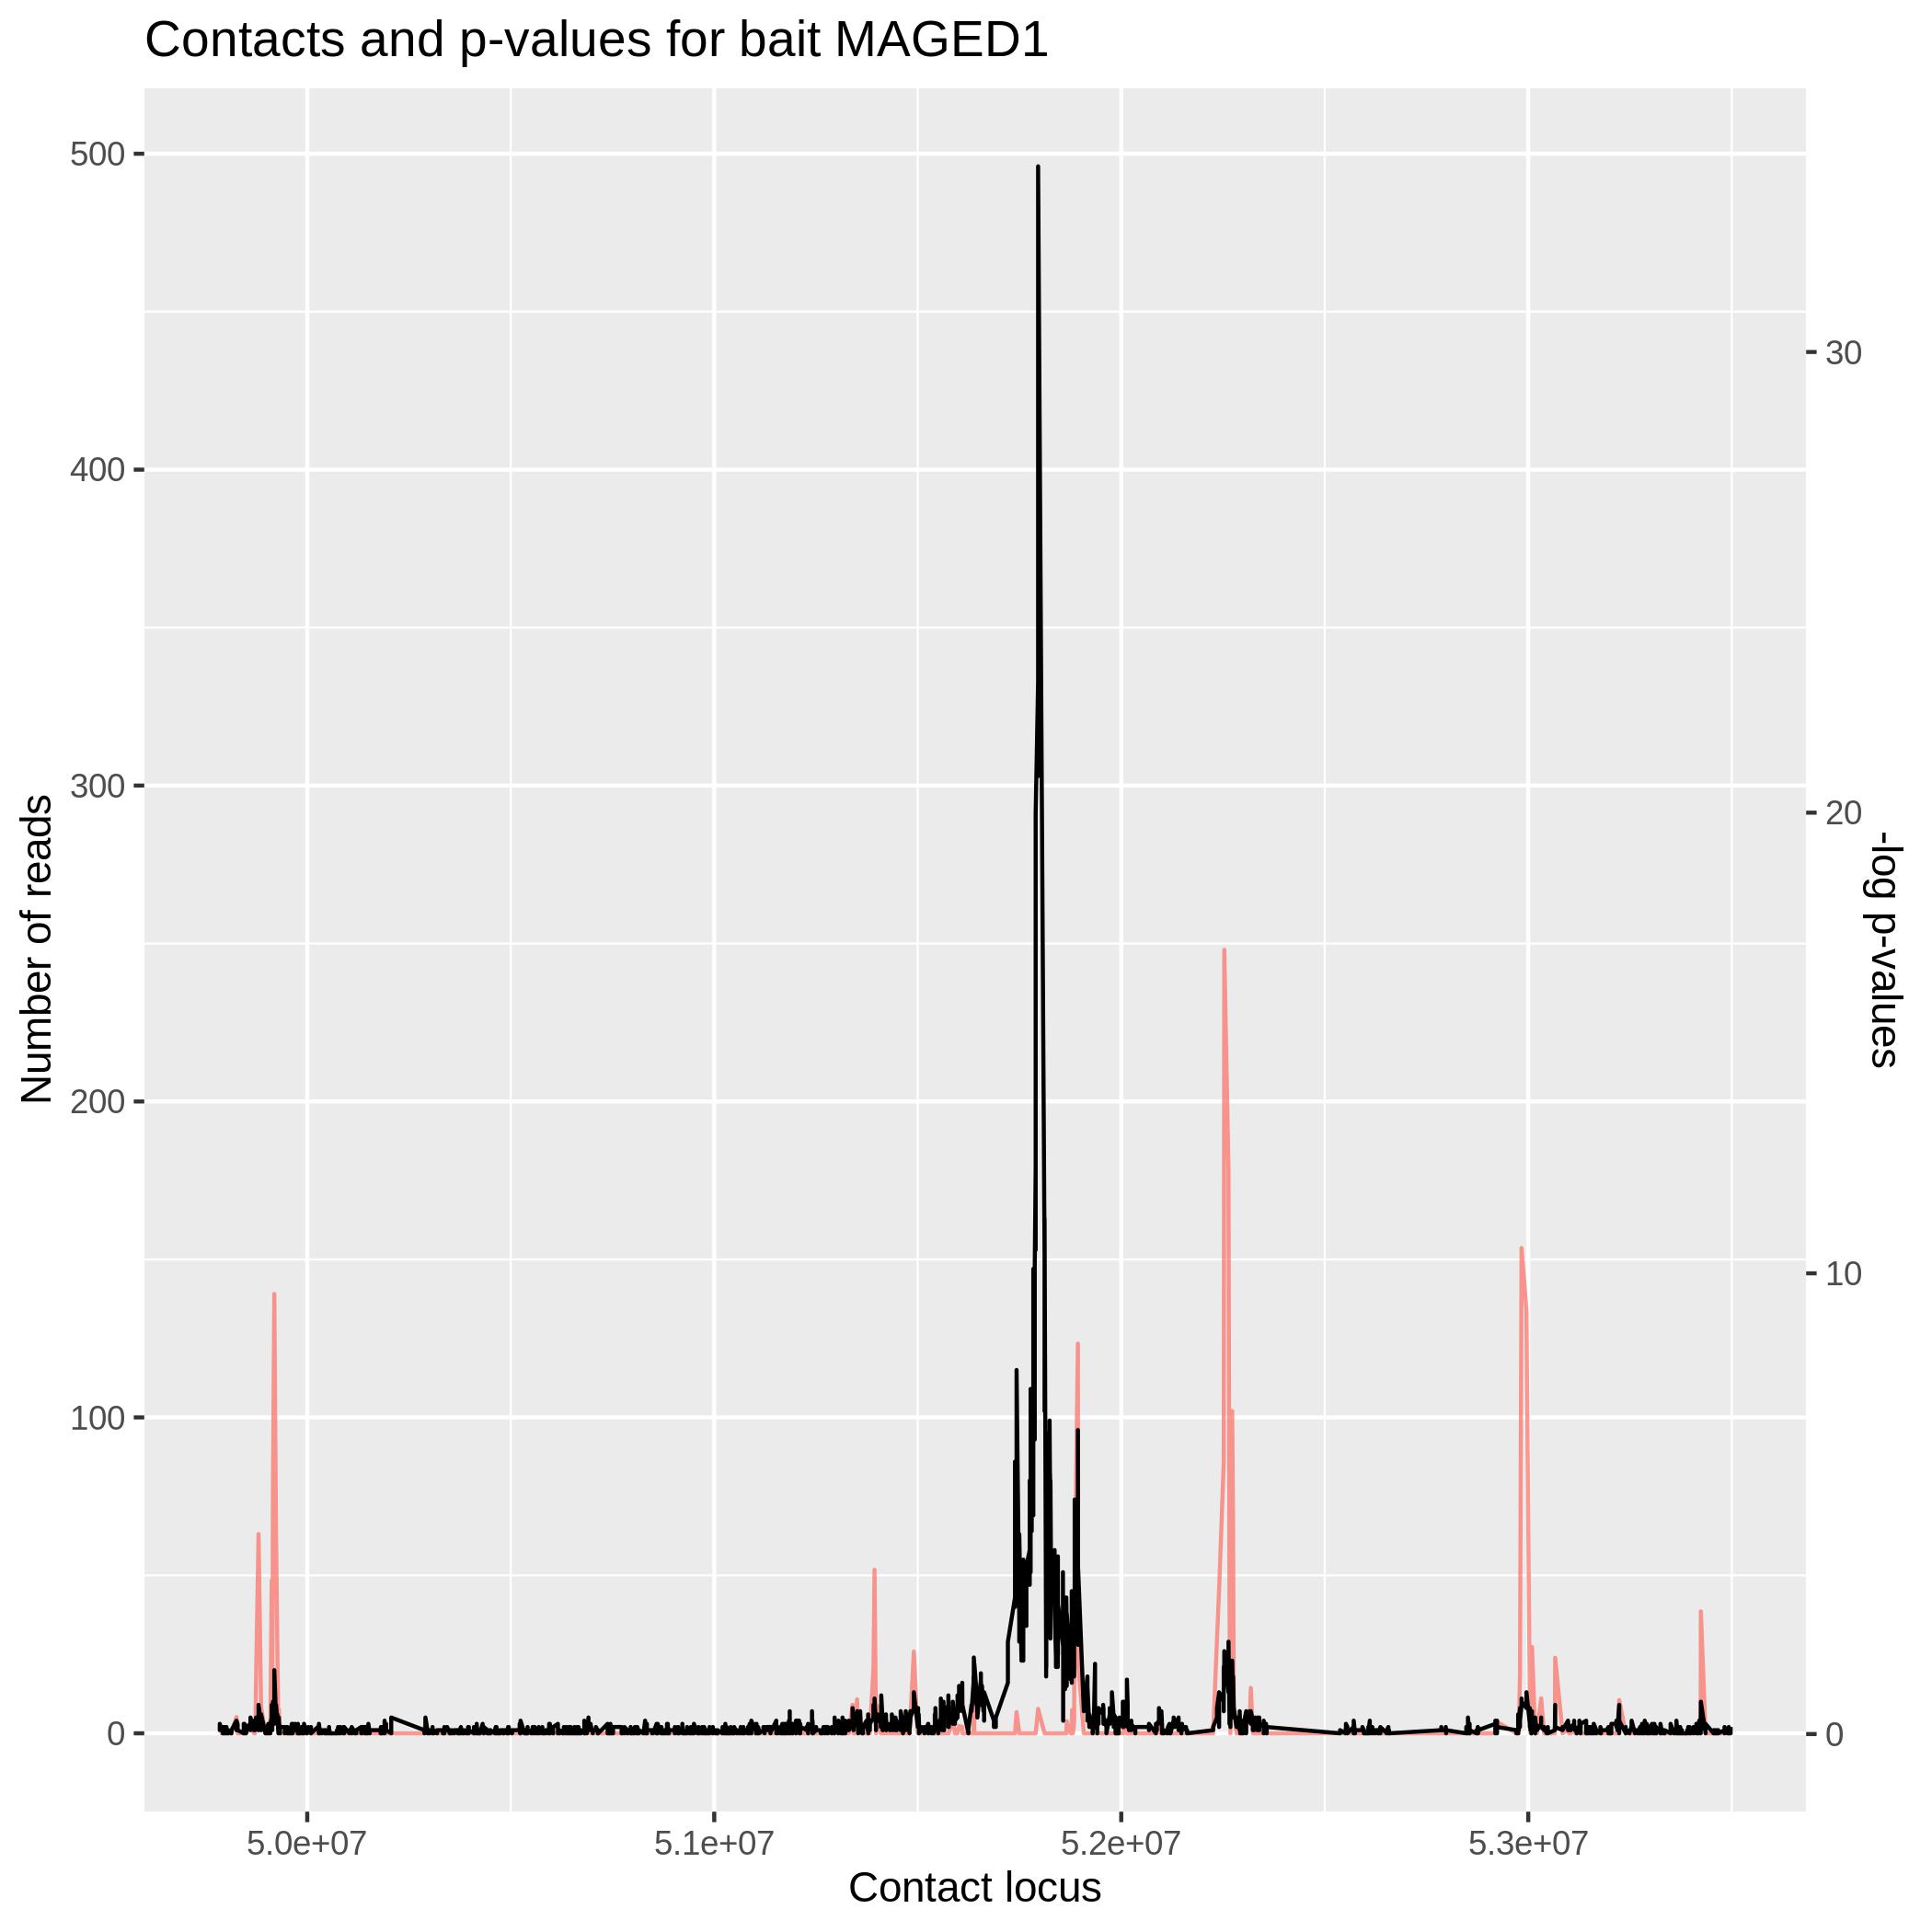 Contacts and p-values for bait MAGED1
500
400
300
200
100
0
Number of reads
30
20
10
0
-log p-values
5.0e+07
5.1e+07
5.2e+07
5.3e+07
Contact locus